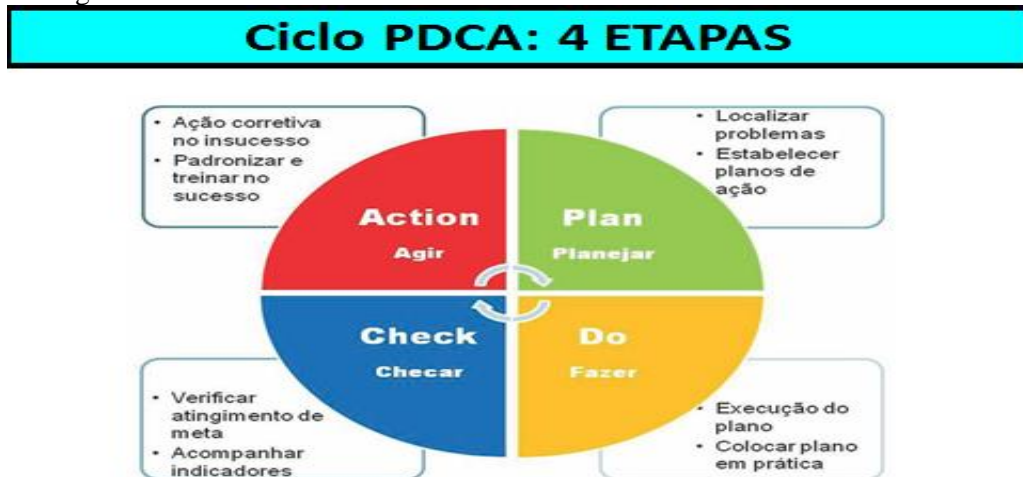 Ciclo PDCA: 4 ETAPAS
• Ação corretiva
no insucesso
• Padronizar e
treinar no
sucesso
• Localizar
problemas
• Estabelecer
planos de
ação
Action
Agir
Plan
Planejar
Check
Checar
Do
Fazer
• Verificar
atingimento de
meta
• Acompanhar
indicadores
• Execução do
plano
• Colocar plano
em prática